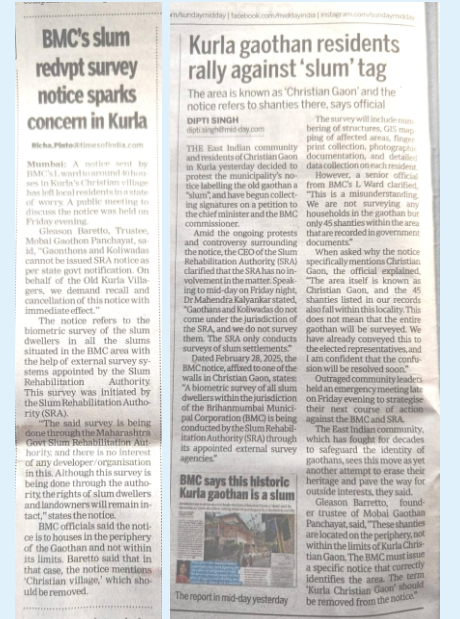 BMC's slum
redvpt survey
notice sparks
concern in Kurla
Richa.Pinto@timesofindia.com
Mumbai: A notice sent by
BMC's L ward to around 40 hou-
ses in Kurla's Christian village
has left local residents in a state
of worry. A public meeting to
discuss the notice was held on
Friday evening.
Gleason Baretto, Trustee,
Mobai Gaothan Panchayat, sa-
id, "Gaonthons and Koliwadas
cannot be issued SRA notice as
per state govt notification. On
behalf of the Old Kurla Villa-
gers, we demand recall and
cancellation of this notice with
immediate effect."
The notice refers to the
biometric survey of the slum
dwellers in all the slums
situated in the BMC area with
the help of external survey sy-
stems appointed by the Slum
Rehabilitation Authority.
This survey was initiated by
the Slum Rehabilitation Autho-
rity (SRA).
"The said survey is being
done through the Maharashtra
Govt Slum Rehabilitation Aut-
hority, and there is no interest
of any developer/organisation
in this. Although this survey is
being done through the autho-
rity, the rights of slum dwellers
and landowners will remain in-
tact," states the notice.
BMC officials said the noti-
ce is to houses in the periphery
of the Gaothan and not within
its limits. Baretto said that in
that case, the notice mentions
'Christian village,' which sho-
uld be removed.
m/sundaymidday | facebook.com/middayindia | instagram.com/sundaymidday
Kurla gaothan residents
rally against 'slum' tag
The area is known as 'Christian Gaon' and the
notice refers to shanties there, says official
DIPTI SINGH
dipti.singh@mid-day.com
THE East Indian community
and residents of Christian Gaon
in Kurla yesterday decided to
protest the municipality's no-
tice labelling the old gaothan a
"slum", and have begun collect-
ing signatures on a petition to
the chief minister and the BMC
commissioner.
Amid the ongoing protests
and controversy surrounding
the notice, the CEO of the Slum
Rehabilitation Authority (SRA)
clarified that the SRA has no in-
volvement in the matter. Speak-
ing to mid-day on Friday night,
Dr Mahendra Kalyankar stated,
"Gaothans and Koliwadas do not
come under the jurisdiction of
the SRA, and we do not survey
them. The SRA only conducts
surveys of slum settlements."
Dated February 28, 2025, the
BMC notice, affixed to one of the
walls in Christian Gaon, states:
"A biometric survey of all slum
dwellers within the jurisdiction
of the Brihanmumbai Munici-
pal Corporation (BMC) is being
conducted by the Slum Rehabil-
itation Authority (SRA) through
its appointed external survey
agencies."
BMC says this historic
Kurla gaothan is a slum
The report in mid-day yesterday
The survey will include num-
bering of structures, GIS map-
ping of affected areas, finger-
print collection, photographic
documentation, and detailed
data collection on each resident.
However, a senior official
from BMC's L Ward clarified,
"This is a misunderstanding.
We are not surveying any
households in the gaothan but
only 45 shanties within the area
that are recorded in government
documents."
When asked why the notice
specifically mentions Christian
Gaon, the official explained,
"The area itself is known as
Christian Gaon, and the 45
shanties listed in our records
also fall within this locality. This
does not mean that the entire
gaothan will be surveyed. We
have already conveyed this to
the elected representatives, and
I am confident that the confu-
sion will be resolved soon."
Outraged community leaders
held an emergency meeting late
on Friday evening to strategise
their next course of action
against the BMC and SRA.
The East Indian community,
which has fought for decades
to safeguard the identity of
gaothans, sees this move as yet
another attempt to erase their
heritage and pave the way for
outside interests, they said.
Gleason Barretto, found-
er trustee of Mobai Gaothan
Panchayat, said, "These shanties
are located on the periphery, not
within the limits of Kurla Chris-
tian Gaon. The BMC must issue
a specific notice that correctly
identifies the area. The term
'Kurla Christian Gaon' should
be removed from the notice."